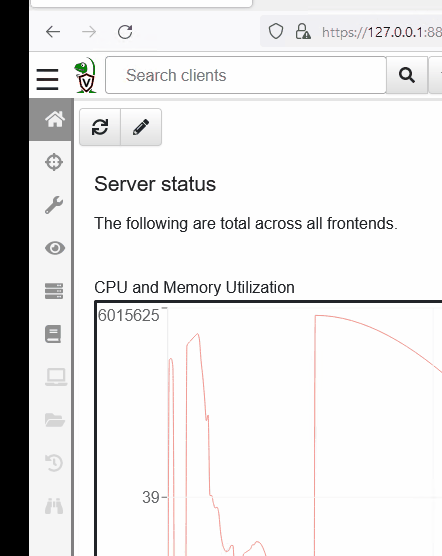 https://127.0.0.1:88
Search clients
Server status
The following are total across all frontends.
CPU and Memory Utilization
6015625
39